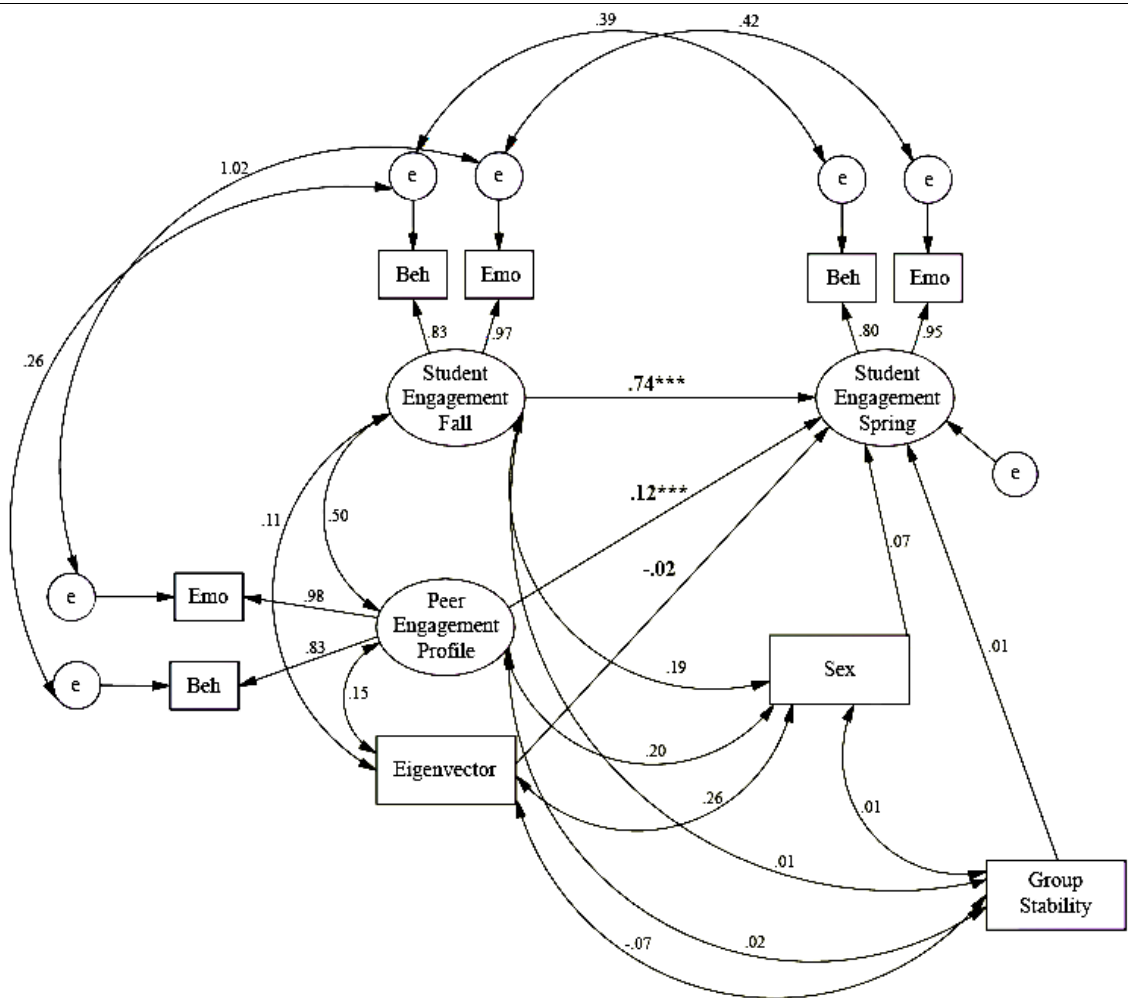 .39
.42
1.02
e
e
e
e
Beh
Emo
Beh
Emo
.83
.97
.80
.95
.26
Student
Engagement
Fall
.74***
Student
Engagement
Spring
e
.12***
.11
.50
.07
-.02
e
Emo
.98
Peer
Engagement
Profile
.83
e
Beh
.15
.19
Sex
.01
.20
Eigenvector
.26
.01
.01
Group
Stability
-.07
.02